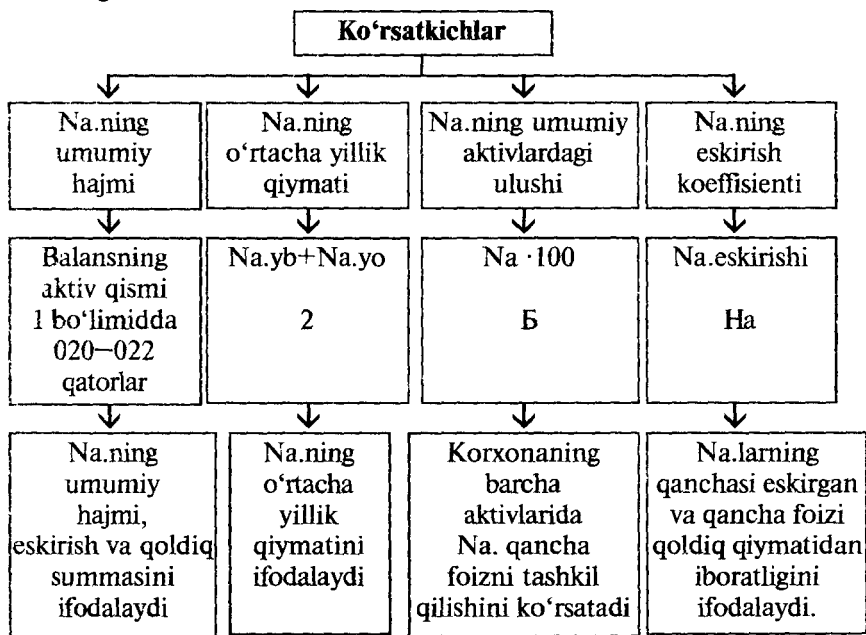 Ko‘rsatkichlar
Na.ning
umumiy
hajmi
Na.ning
o‘rtacha yillik
qiymati
Na.ning umumiy
aktivlardagi
ulushi
Na.ning
eskirish
koeffisienti
Balansning
aktiv qismi
1 bo‘limidda
020—022
qatorlar
Na.yb+Na.yo
2
Na ·100
Б
Na.eskirishi
На
Na.ning
umumiy
hajmi,
eskirish va qoldiq
summasini
ifodalaydi
Na.ning
o‘rtacha
yillik
qiymatini
ifodalaydi
Korxonaning
barcha
aktivlarida
Na. qancha
foizni tashkil
qilishini ko‘rsatadi
Na.larning
qanchasi eskirgan
va qancha foizi
qoldiq qiymatidan
iboratligini
ifodalaydi.